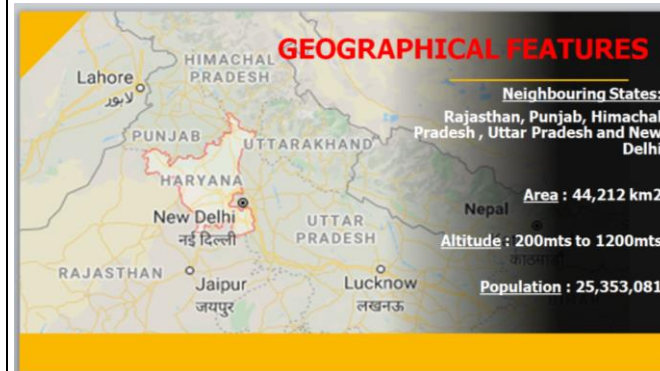 GEOGRAPHICAL FEATURES
HIMACHAL
PRADESH
Lahore
لاہور
PUNJAB
UTTARAKHAND
HARYANA
New Delhi
नई दिल्ली
UTTAR
PRADESH
Nepal
RAJASTHAN
Jaipur
जयपुर
Lucknow
लखनऊ
Neighbouring States:
Rajasthan, Punjab, Himachal
Pradesh , Uttar Pradesh and New
Delhi
Area : 44,212 km2
Altitude : 200mts to 1200mts
Population : 25,353,081